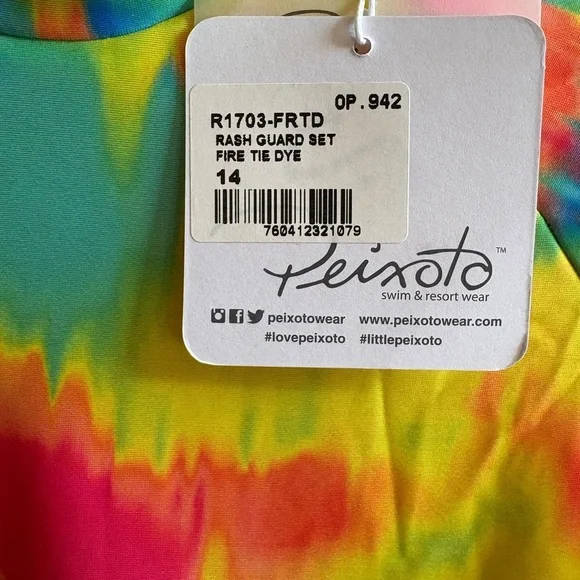 OP.942
R1703-FRTD
RASH GUARD SET
FIRE TIE DYE
14
760412321079
Peixoto™
swim & resort wear
peixotowear www.peixotowear.com
#lovepeixoto #littlepeixoto